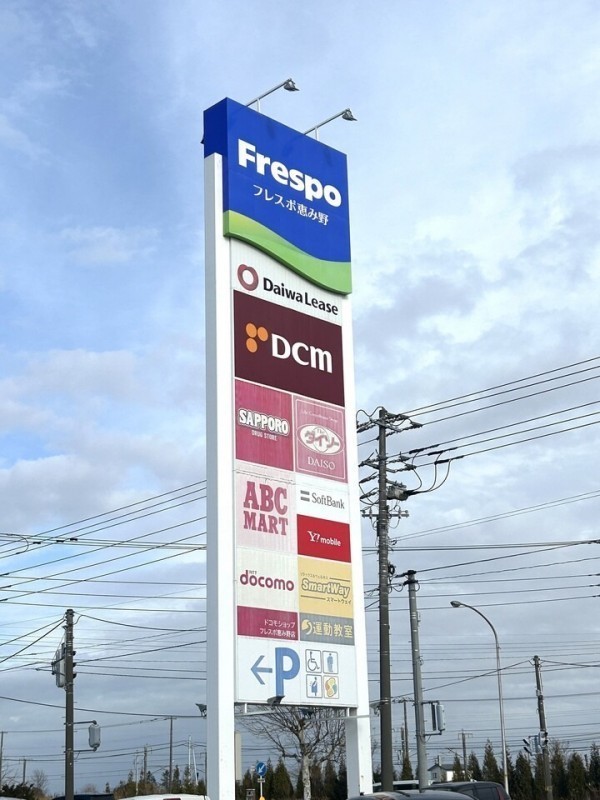 Frespo
フレスポ恵み野
Daiwa Lease
DCM
SAPPORO
DRUG STORE
ザ・ダイソー
DAISO
ABC
MART
SoftBank
Y!mobile
NTT
docomo
SmartWay
スマートウェイ
ドコモショップ
フレスポ恵み野店
運動教室
←P